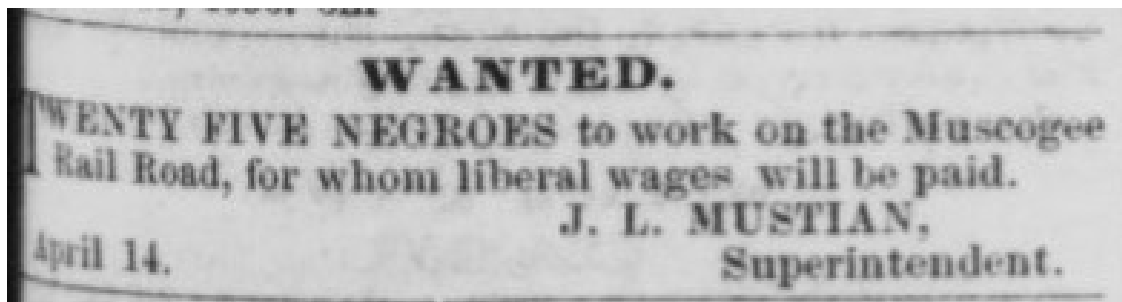 WANTED.
TWENTY FIVE NEGROES to work on the Muscogee
Rail Road, for whom liberal wages will be paid.
J. L. MUSTIAN,
April 14. Superintendent.